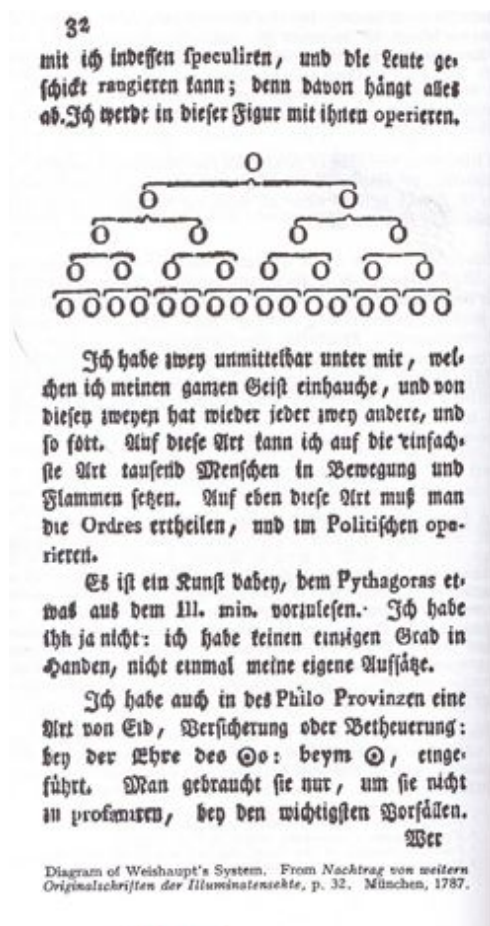 32
mit ich indeſſen ſpeculiren, und die Leute ge-
ſchickt rangieren kann; denn davon hängt alles
ab. Ich werde in dieſer Figur mit ihnen operieren.
O
O O
O O O O
O O O O O O O O
O O O O O O O O O O O O O O O O
Ich habe zwey unmittelbar unter mir, wel-
chen ich meinen ganzen Geiſt einhauche, und von
dieſen zweyen hat wieder jeder zwey andere, und
ſo fort. Auf dieſe Art kann ich auf die einfach-
ſte Art tauſend Menſchen in Bewegung und
Flammen ſetzen. Auf eben dieſe Art muß man
die Ordres ertheilen, und im Politiſchen ope-
rieren.
Es iſt ein Kunſt dabey, dem Pythagoras et-
was aus dem Ill. min. vorzuleſen. Ich habe
ihn ja nicht: ich habe keinen einzigen Grad in
Handen, nicht einmal meine eigene Aufſätze.
Ich habe auch in des Philo Provinzen eine
Art von Eid, Verſicherung oder Betheuerung:
bey der Ehre des ⊙s: beym ⊙, einge-
führt. Man gebraucht ſie nur, um ſie nicht
zu profaniren, bey den wichtigſten Vorfällen.
Wer
Diagram of Weishaupt's System. From Nachtrag von weitern
Originalschriften der Illuminatensekte, p. 32. München, 1787.